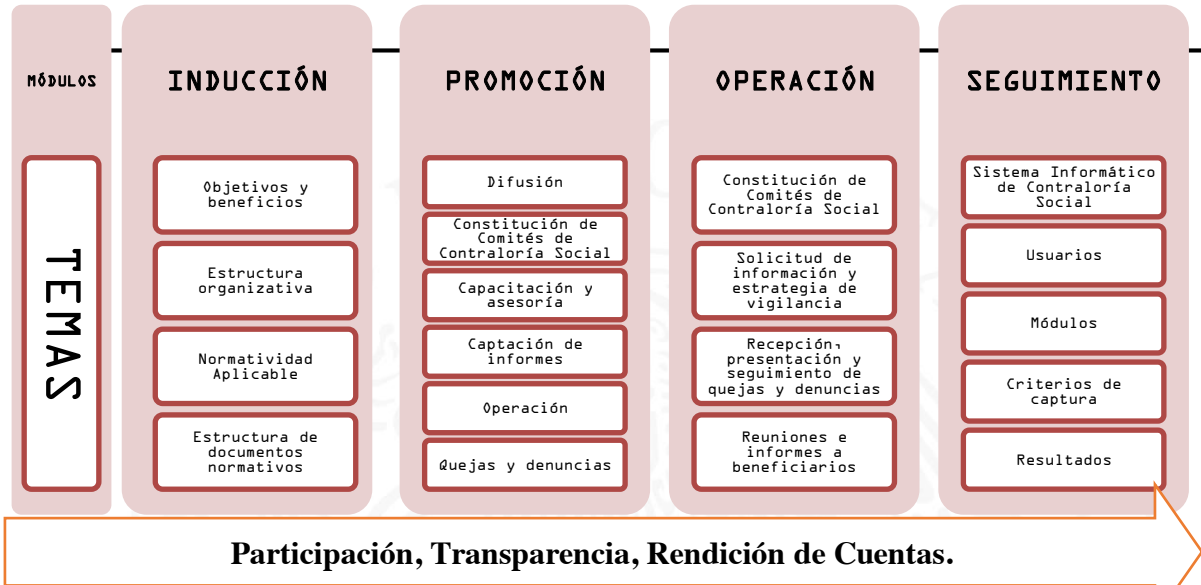 MÓDULOS
TEMAS
INDUCCIÓN
Objetivos y
beneficios
Estructura
organizativa
Normatividad
Aplicable
Estructura de
documentos
normativos
PROMOCIÓN
Difusión
Constitución de
Comités de
Contraloría Social
Capacitación y
asesoría
Captación de
informes
Operación
Quejas y denuncias
OPERACIÓN
Constitución de
Comités de
Contraloría Social
Solicitud de
información y
estrategia de
vigilancia
Recepción,
presentación y
seguimiento de
quejas y denuncias
Reuniones e
informes a
beneficiarios
SEGUIMIENTO
Sistema Informático
de Contraloría
Social
Usuarios
Módulos
Criterios de
captura
Resultados
Participación, Transparencia, Rendición de Cuentas.